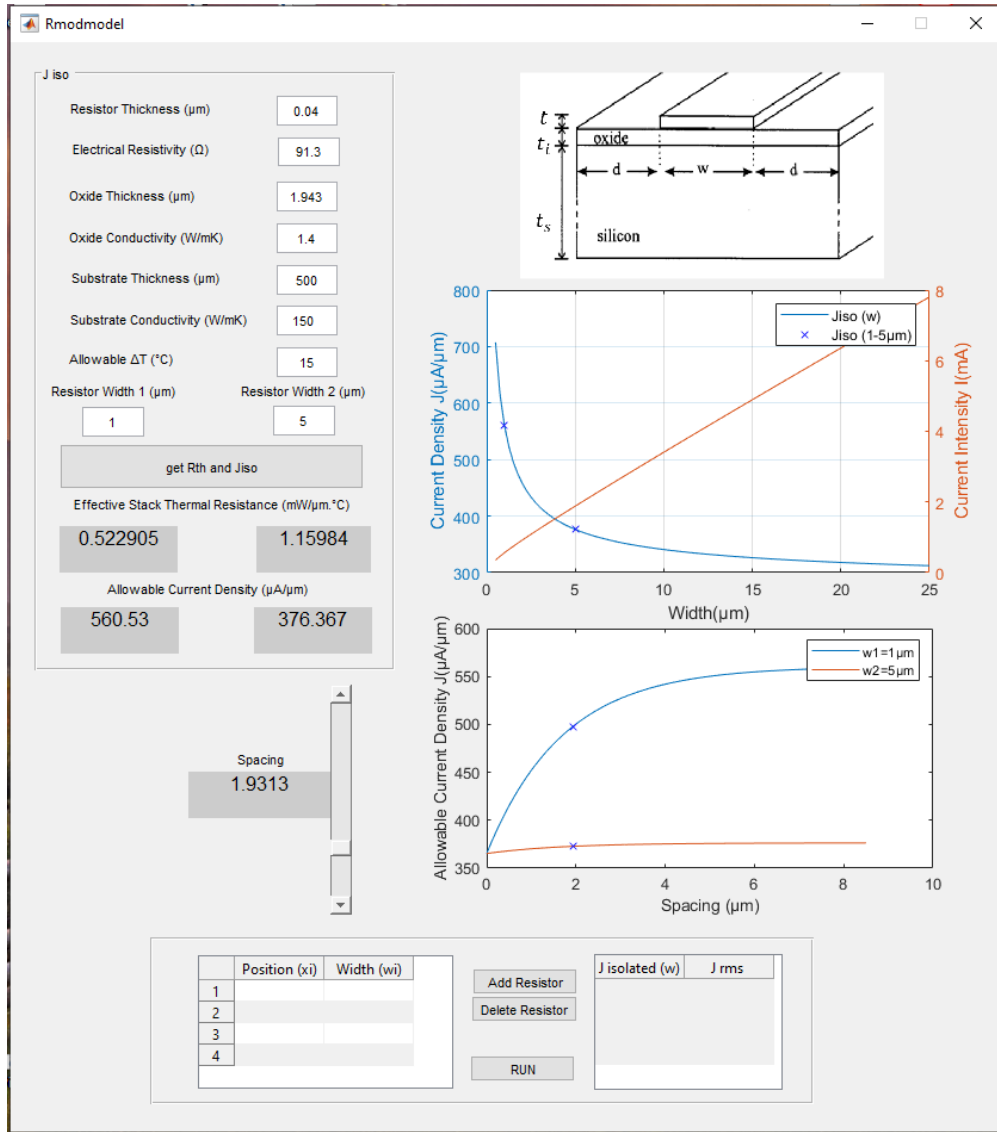 Rmodmodel
J iso
Resistor Thickness (μm)
0.04
Electrical Resistivity (Ω)
91.3
Oxide Thickness (μm)
1.943
Oxide Conductivity (W/mK)
1.4
Substrate Thickness (μm)
500
Substrate Conductivity (W/mK)
150
Allowable ΔT (°C)
15
Resistor Width 1 (μm)
Resistor Width 2 (μm)
1
5
get Rth and Jiso
Effective Stack Thermal Resistance (mW/μm.°C)
0.522905
1.15984
Allowable Current Density (μA/μm)
560.53
376.367
Spacing
1.9313
t
oxide
tᵢ
d
w
d
tₛ
silicon
800
700
600
500
400
300
Current Density J(μA/μm)
Jiso (w)
Jiso (1-5μm)
8
6
4
2
0
Current Intensity I(mA)
0
5
10
15
20
25
Width(μm)
600
550
500
450
400
350
Allowable Current Density J(μA/μm)
w1=1μm
w2=5μm
0
2
4
6
8
10
Spacing (μm)
Position (xi) Width (wi)
1
2
3
4
Add Resistor
Delete Resistor
RUN
J isolated (w) J rms